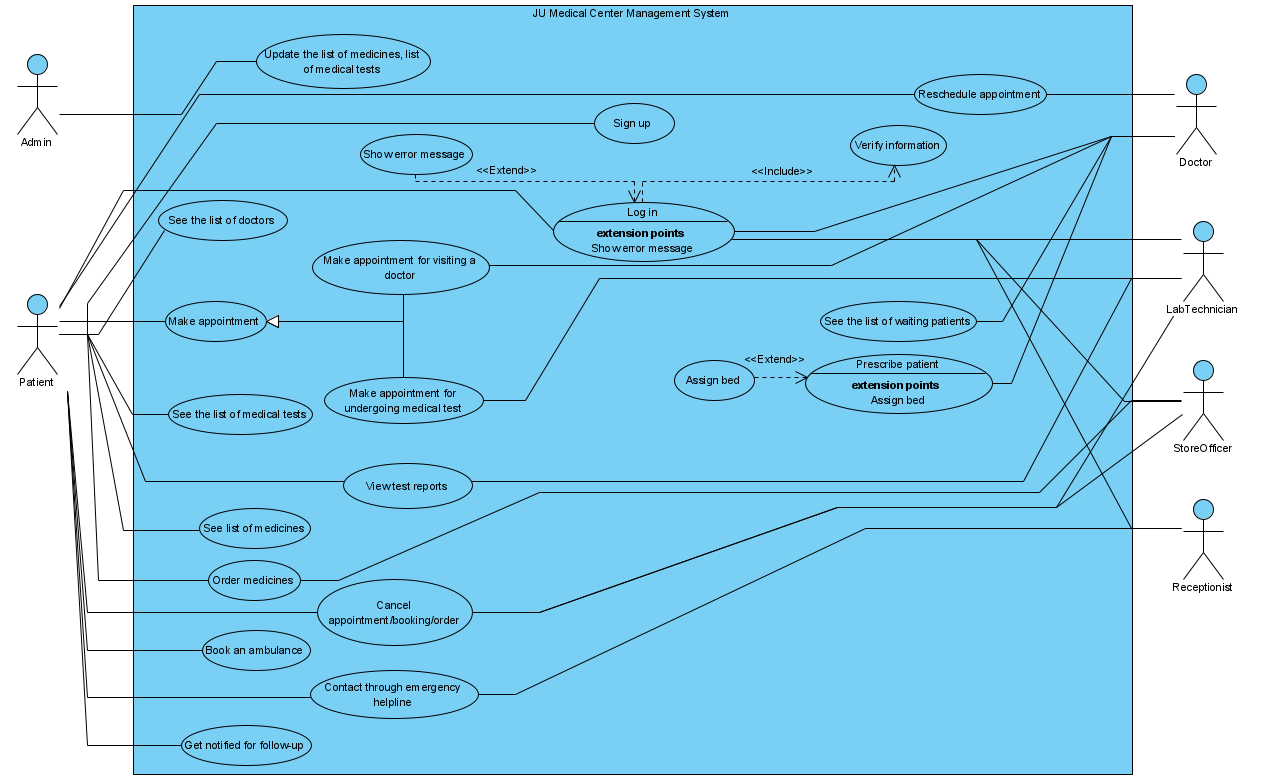 JU Medical Center Management System
Update the list of medicines, list
of medical tests
Admin
Reschedule appointment
Doctor
Sign up
Show error message
Verify information
<<Extend>>
<<Include>>
See the list of doctors
Log in
extension points
Show error message
Make appointment for visiting a
doctor
LabTechnician
Make appointment
See the list of waiting patients
Patient
<<Extend>>
Assign bed
Prescribe patient
extension points
Assign bed
Make appointment for
undergoing medical test
See the list of medical tests
StoreOfficer
View test reports
See list of medicines
Order medicines
Receptionist
Cancel
appointment/booking/order
Book an ambulance
Contact through emergency
helpline
Get notified for follow-up